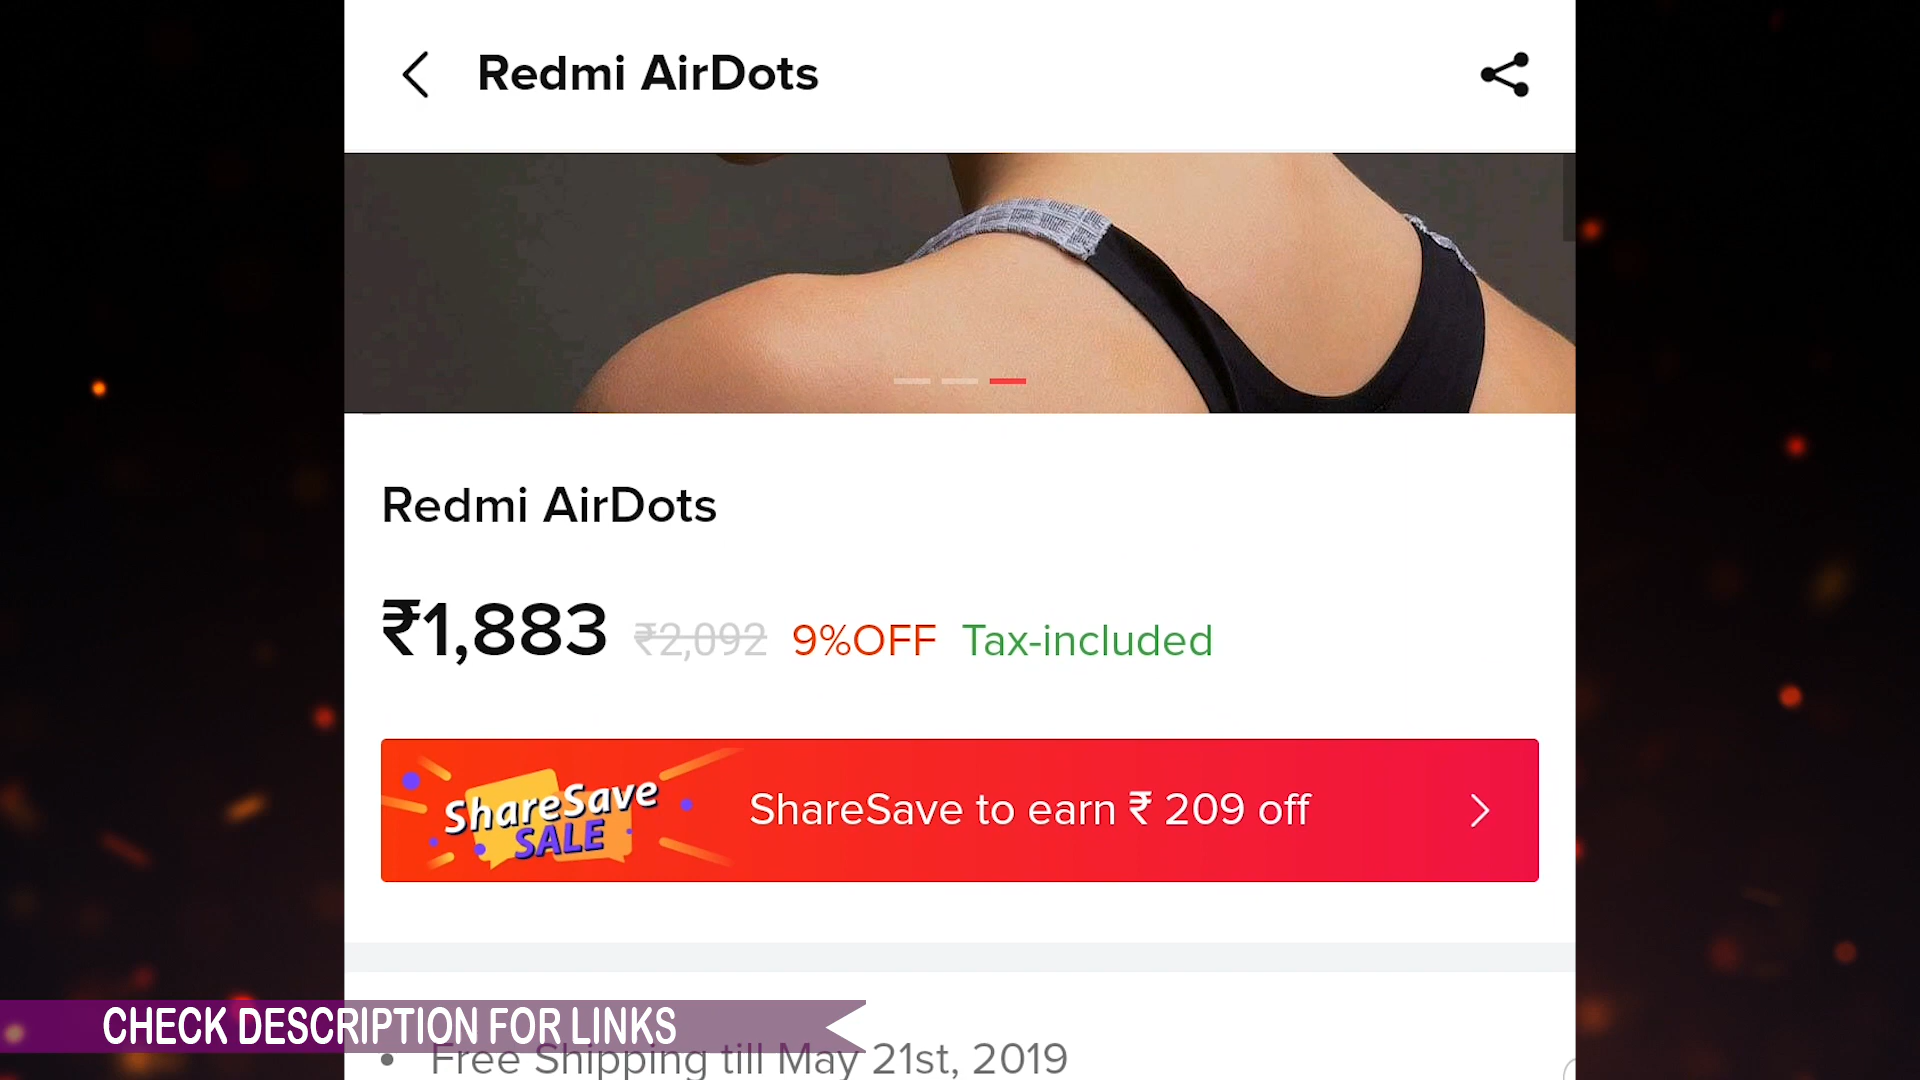 Redmi AirDots
Redmi AirDots
₹1,883 ₹2,092 9%OFF Tax-included
ShareSave
SALE
ShareSave to earn ₹ 209 off
CHECK DESCRIPTION FOR LINKS
• Free Shipping till May 21st, 2019